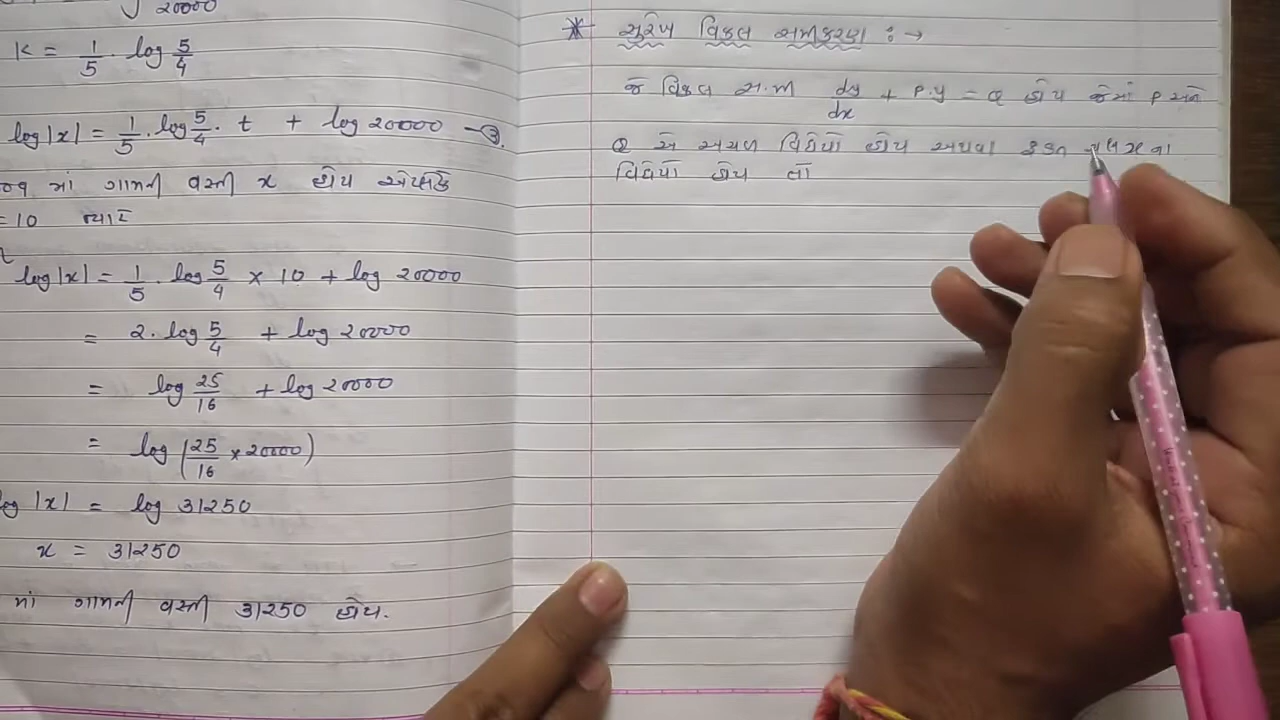 20000
K = 1/5 · log 5/4
log|x| = 1/5 · log 5/4 · t + log 20000 —③
માં ગામની વસ્તી x હોય
= 10 ત્યારે
log|x| = 1/5 · log 5/4 × 10 + log 20000
= 2 · log 5/4 + log 20000
= log 25/16 + log 20000
= log (25/16 × 20000)
log |x| = log 31250
x = 31250
માં ગામની વસ્તી 31250 હોય.
* સુરેખ વિકલ સમીકરણ :→
જે વિકલ સ.મી dy/dx + P.y = Q હોય જેમાં P અને
Q એ અચળ વિધેયો હોય અથવા ફક્ત x ના
વિધેયો હોય તો